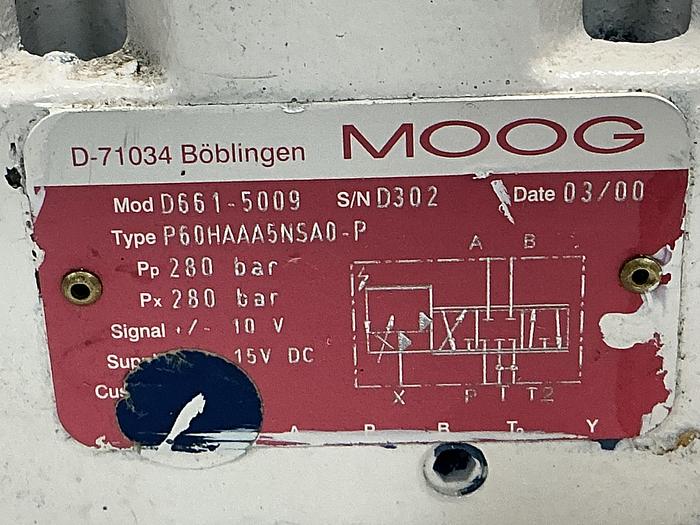 D-71034 Böblingen MOOG
Mod D661-5009 S/N D302 Date 03/00
Type P60HAAA5NSA0-P
Pp 280 bar
Px 280 bar
Signal +/- 10 V
15V DC
A B
X P T T2
A P B T₂ Y